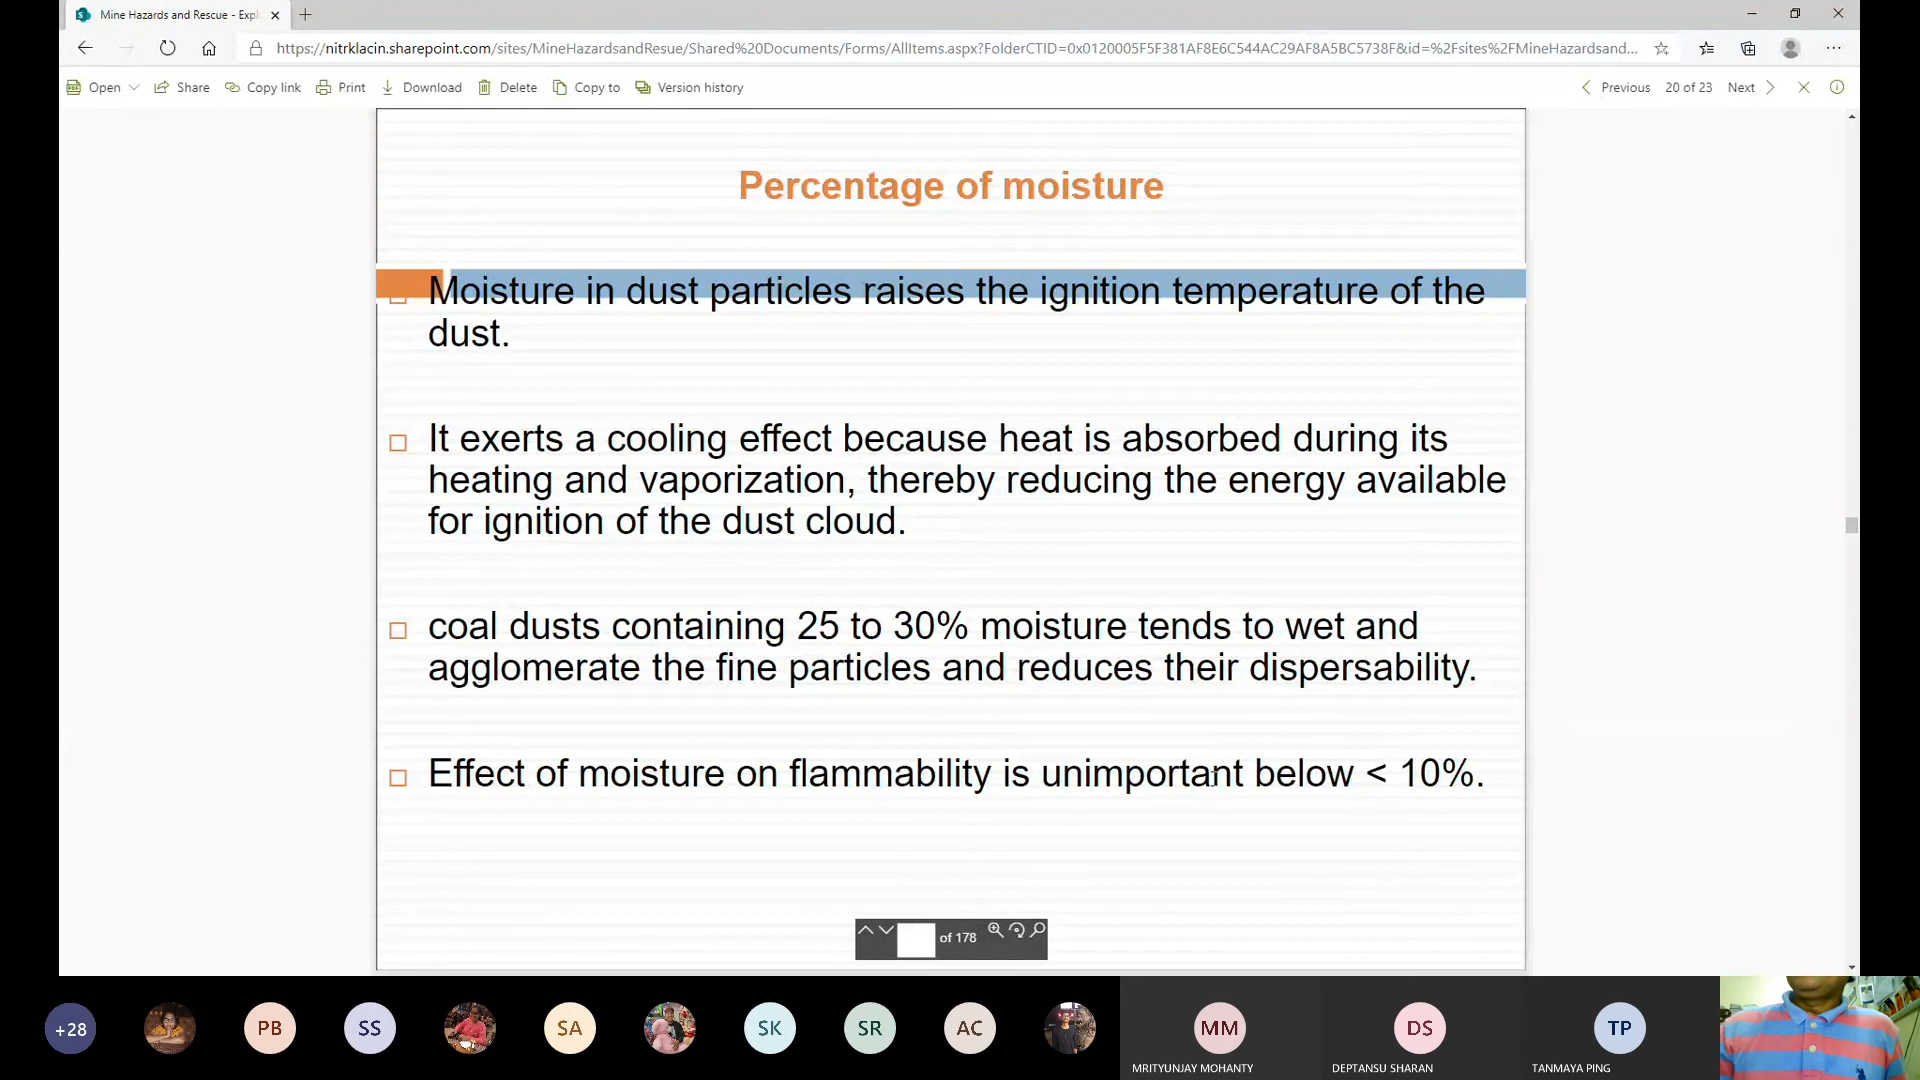 Mine Hazards and Rescue - Expl
https://nitrklacin.sharepoint.com/sites/MineHazardsandResue/Shared%20Documents/Forms/AllItems.aspx?FolderCTID=0x0120005F5F381AF8E6C544AC29AF8A5BC5738F&id=%2Fsites%2FMineHazardsand...
Open Share Copy link Print Download Delete Copy to Version history Previous 20 of 23 Next
Percentage of moisture
Moisture in dust particles raises the ignition temperature of the
dust.
It exerts a cooling effect because heat is absorbed during its
heating and vaporization, thereby reducing the energy available
for ignition of the dust cloud.
coal dusts containing 25 to 30% moisture tends to wet and
agglomerate the fine particles and reduces their dispersability.
Effect of moisture on flammability is unimportant below < 10%.
of 178
+28 PB SS SA SK SR AC MM DS TP
MRITYUNJAY MOHANTY DEPTANSU SHARAN TANMAYA PING